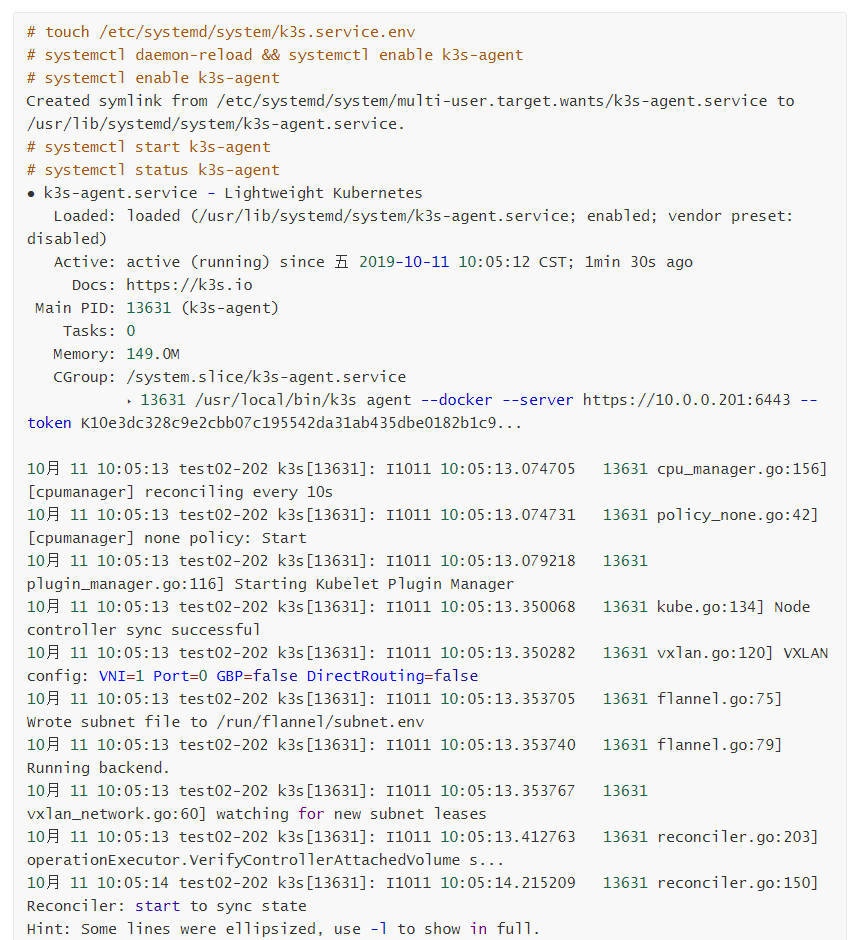 # touch /etc/systemd/system/k3s.service.env
# systemctl daemon-reload && systemctl enable k3s-agent
# systemctl enable k3s-agent
Created symlink from /etc/systemd/system/multi-user.target.wants/k3s-agent.service to
/usr/lib/systemd/system/k3s-agent.service.
# systemctl start k3s-agent
# systemctl status k3s-agent
● k3s-agent.service - Lightweight Kubernetes
   Loaded: loaded (/usr/lib/systemd/system/k3s-agent.service; enabled; vendor preset:
disabled)
   Active: active (running) since 五 2019-10-11 10:05:12 CST; 1min 30s ago
     Docs: https://k3s.io
 Main PID: 13631 (k3s-agent)
    Tasks: 0
   Memory: 149.0M
   CGroup: /system.slice/k3s-agent.service
           ‣ 13631 /usr/local/bin/k3s agent --docker --server https://10.0.0.201:6443 --
token K10e3dc328c9e2cbb07c195542da31ab435dbe0182b1c9...

10月 11 10:05:13 test02-202 k3s[13631]: I1011 10:05:13.074705   13631 cpu_manager.go:156]
[cpumanager] reconciling every 10s
10月 11 10:05:13 test02-202 k3s[13631]: I1011 10:05:13.074731   13631 policy_none.go:42]
[cpumanager] none policy: Start
10月 11 10:05:13 test02-202 k3s[13631]: I1011 10:05:13.079218   13631
plugin_manager.go:116] Starting Kubelet Plugin Manager
10月 11 10:05:13 test02-202 k3s[13631]: I1011 10:05:13.350068   13631 kube.go:134] Node
controller sync successful
10月 11 10:05:13 test02-202 k3s[13631]: I1011 10:05:13.350282   13631 vxlan.go:120] VXLAN
config: VNI=1 Port=0 GBP=false DirectRouting=false
10月 11 10:05:13 test02-202 k3s[13631]: I1011 10:05:13.353705   13631 flannel.go:75]
Wrote subnet file to /run/flannel/subnet.env
10月 11 10:05:13 test02-202 k3s[13631]: I1011 10:05:13.353740   13631 flannel.go:79]
Running backend.
10月 11 10:05:13 test02-202 k3s[13631]: I1011 10:05:13.353767   13631
vxlan_network.go:60] watching for new subnet leases
10月 11 10:05:13 test02-202 k3s[13631]: I1011 10:05:13.412763   13631 reconciler.go:203]
operationExecutor.VerifyControllerAttachedVolume s...
10月 11 10:05:14 test02-202 k3s[13631]: I1011 10:05:14.215209   13631 reconciler.go:150]
Reconciler: start to sync state
Hint: Some lines were ellipsized, use -l to show in full.